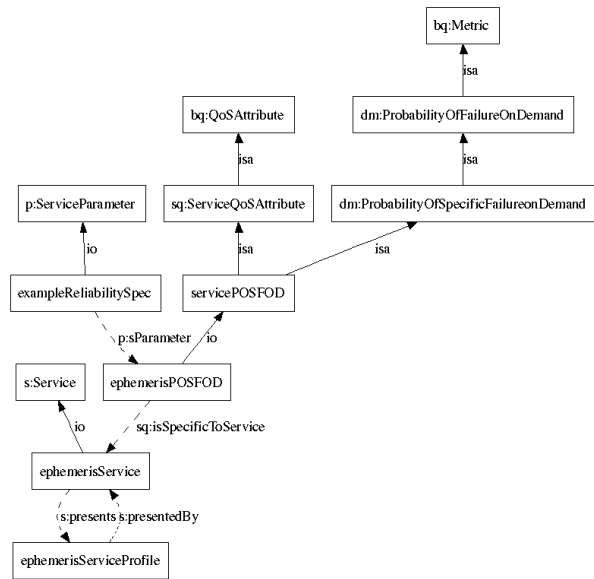 bq:Metric
isa
bq:QoSAttribute
dm:ProbabilityOfFailureOnDemand
isa
isa
p:ServiceParameter
sq:ServiceQoSAttribute
dm:ProbabilityOfSpecificFailureonDemand
io
isa
isa
exampleReliabilitySpec
servicePOSFOD
p:sParameter
io
s:Service
ephemerisPOSFOD
io
sq:isSpecificToService
ephemerisService
s:presents
s:presentedBy
ephemerisServiceProfile